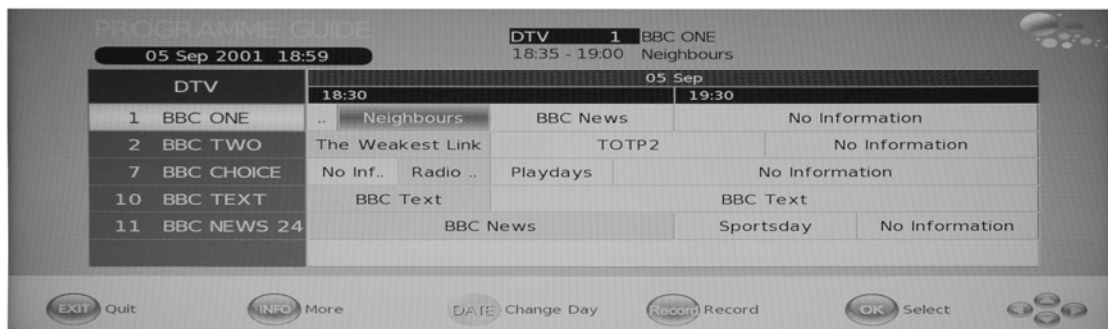 PROGRAMME GUIDE
05 Sep 2001 18:59
DTV 1 BBC ONE
18:35 - 19:00 Neighbours
DTV
05 Sep
18:30 19:30
1 BBC ONE .. Neighbours BBC News No Information
2 BBC TWO The Weakest Link TOTP2 No Information
7 BBC CHOICE No Inf.. Radio .. Playdays No Information
10 BBC TEXT BBC Text BBC Text
11 BBC NEWS 24 BBC News Sportsday No Information
EXIT Quit INFO More DATE Change Day Record Record OK Select